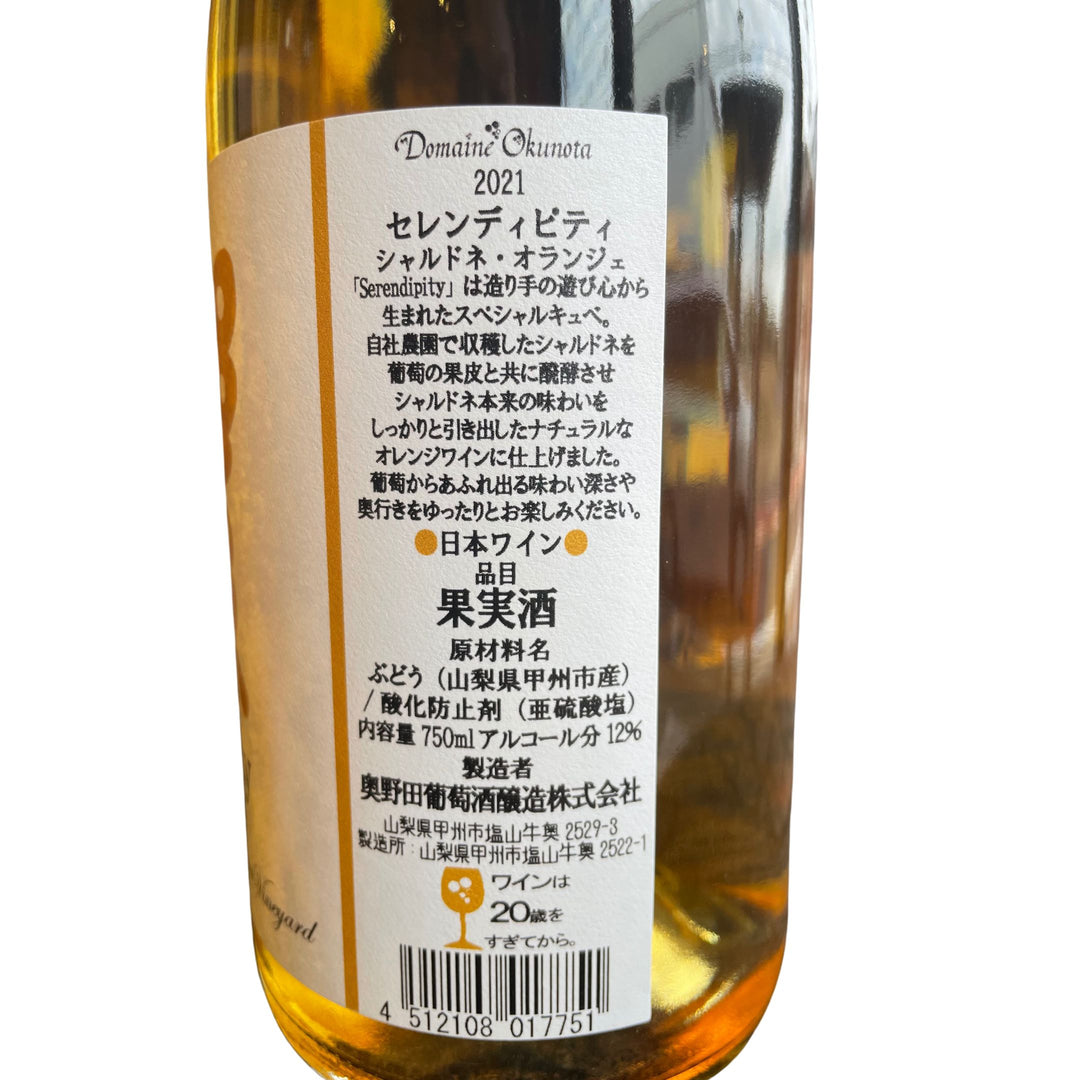 Domaine Okunota
2021
セレンディピティ
シャルドネ・オランジェ
「Serendipity」は造り手の遊び心から
生まれたスペシャルキュベ。
自社農園で収穫したシャルドネを
葡萄の果皮と共に醗酵させ
シャルドネ本来の味わいを
しっかりと引き出したナチュラルな
オレンジワインに仕上げました。
葡萄からあふれ出る味わい深さや
奥行きをゆったりとお楽しみください。
●日本ワイン●
品目
果実酒
原材料名
ぶどう（山梨県甲州市産）
/ 酸化防止剤（亜硫酸塩）
内容量 750ml アルコール分 12%
製造者
奥野田葡萄酒醸造株式会社
山梨県甲州市塩山牛奥 2529-3
製造所：山梨県甲州市塩山牛奥 2522-1
ワインは
20歳を
すぎてから。
4 512108 017751
Vineyard